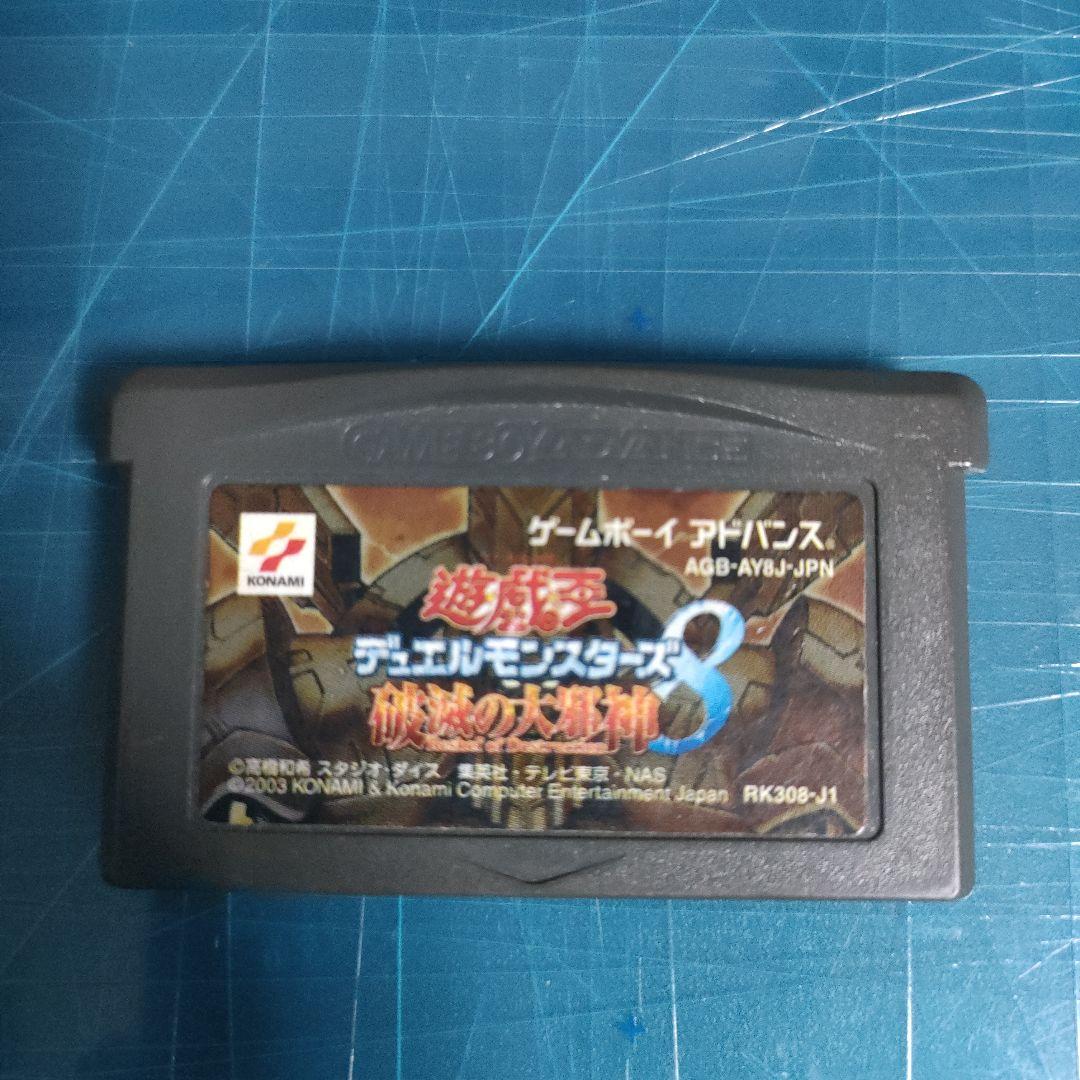 GAME BOY ADVANCE
KONAMI
ゲームボーイ アドバンス®
AGB-AY8J-JPN
遊戯王
デュエルモンスターズ8
破滅の大邪神
Reshef of Destruction
©高橋和希 スタジオ・ダイス / 集英社・テレビ東京・NAS
©2003 KONAMI & Konami Computer Entertainment Japan RK308-J1